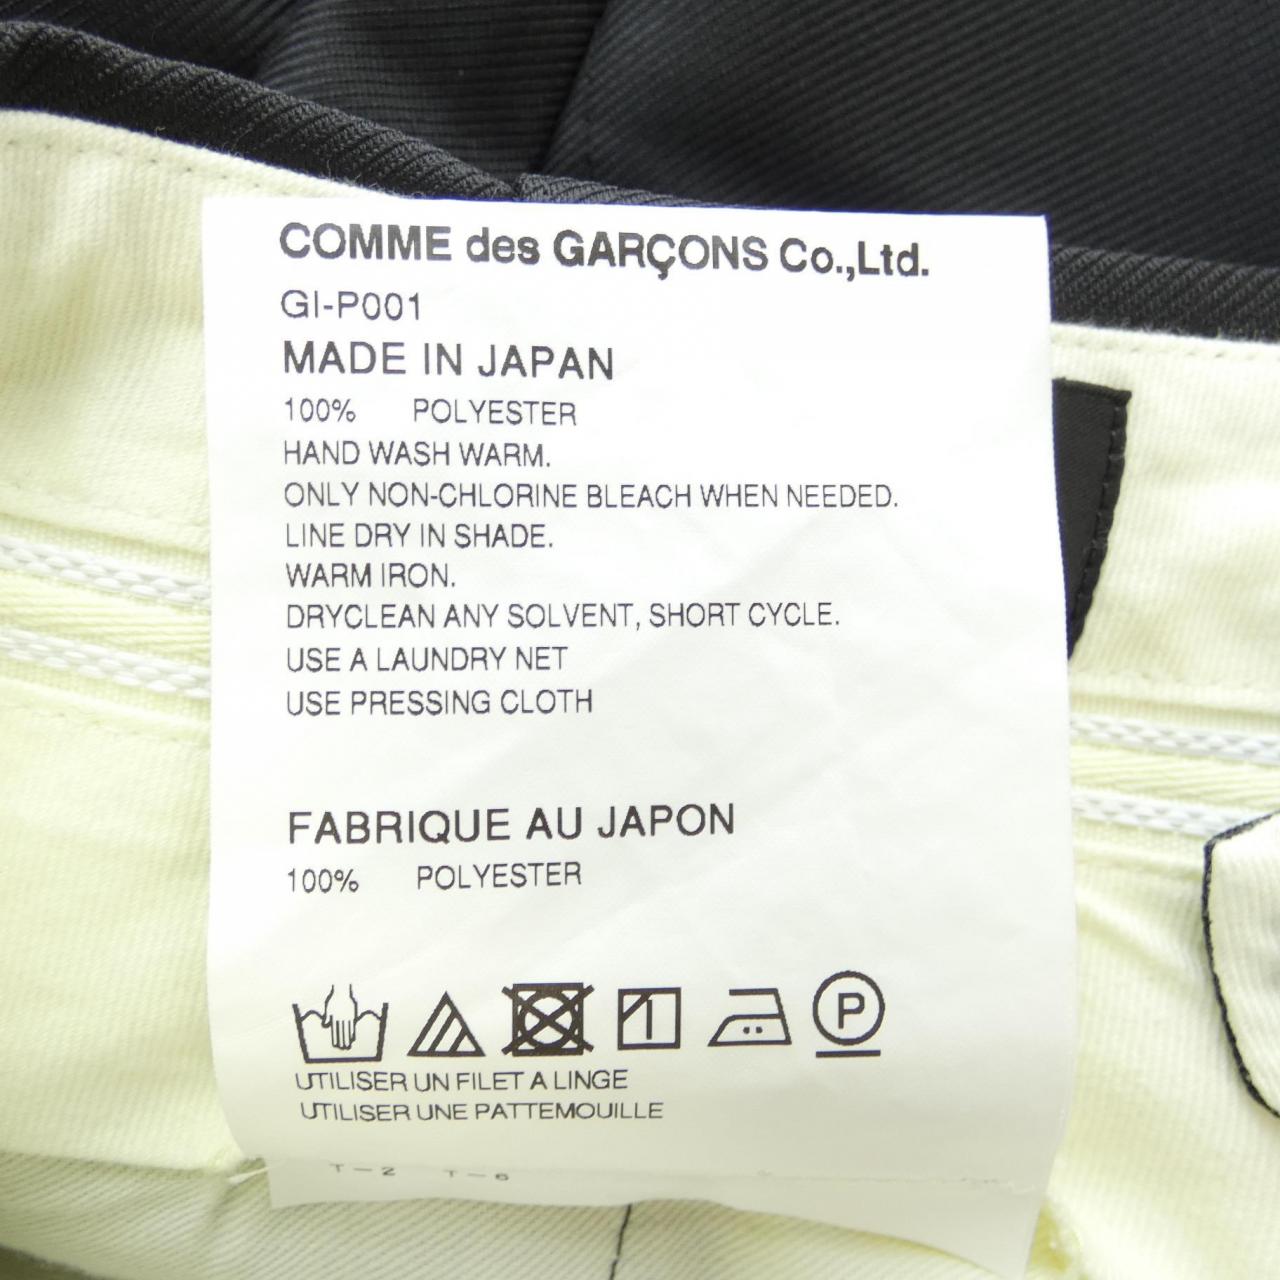 COMME des GARÇONS Co.,Ltd.
GI-P001
MADE IN JAPAN
100% POLYESTER
HAND WASH WARM.
ONLY NON-CHLORINE BLEACH WHEN NEEDED.
LINE DRY IN SHADE.
WARM IRON.
DRYCLEAN ANY SOLVENT, SHORT CYCLE.
USE A LAUNDRY NET
USE PRESSING CLOTH
FABRIQUE AU JAPON
100% POLYESTER
P
UTILISER UN FILET A LINGE
UTILISER UNE PATTEMOUILLE
T-2 T-6